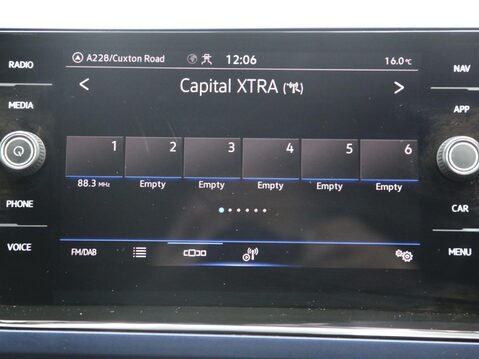 A228/Cuxton Road 12:06 16.0°C
RADIO NAV
< Capital XTRA >
MEDIA APP
1 2 3 4 5 6
88.3 MHz Empty Empty Empty Empty Empty
PHONE CAR
VOICE FM/DAB MENU